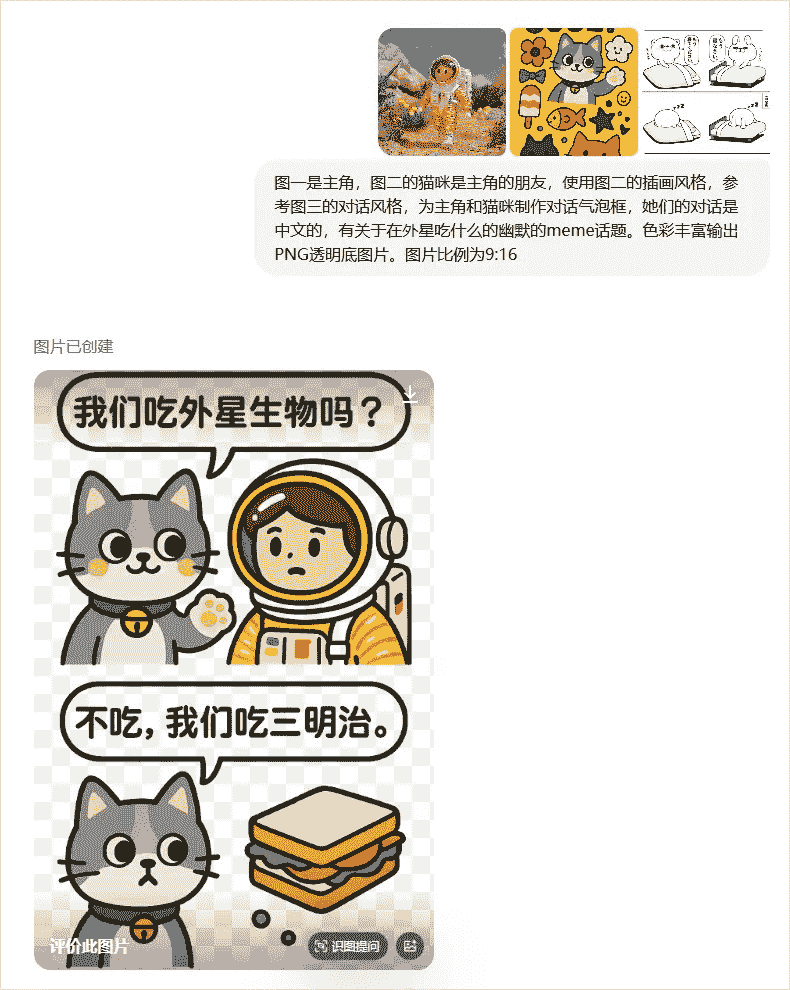 图一是主角，图二的猫咪是主角的朋友，使用图二的插画风格，参
考图三的对话风格，为主角和猫咪制作对话气泡框，她们的对话是
中文的，有关于在外星吃什么的幽默的meme话题。色彩丰富输出
PNG透明底图片。图片比例为9:16
图片已创建
我们吃外星生物吗？
不吃，我们吃三明治。
评价此图片
识图提问